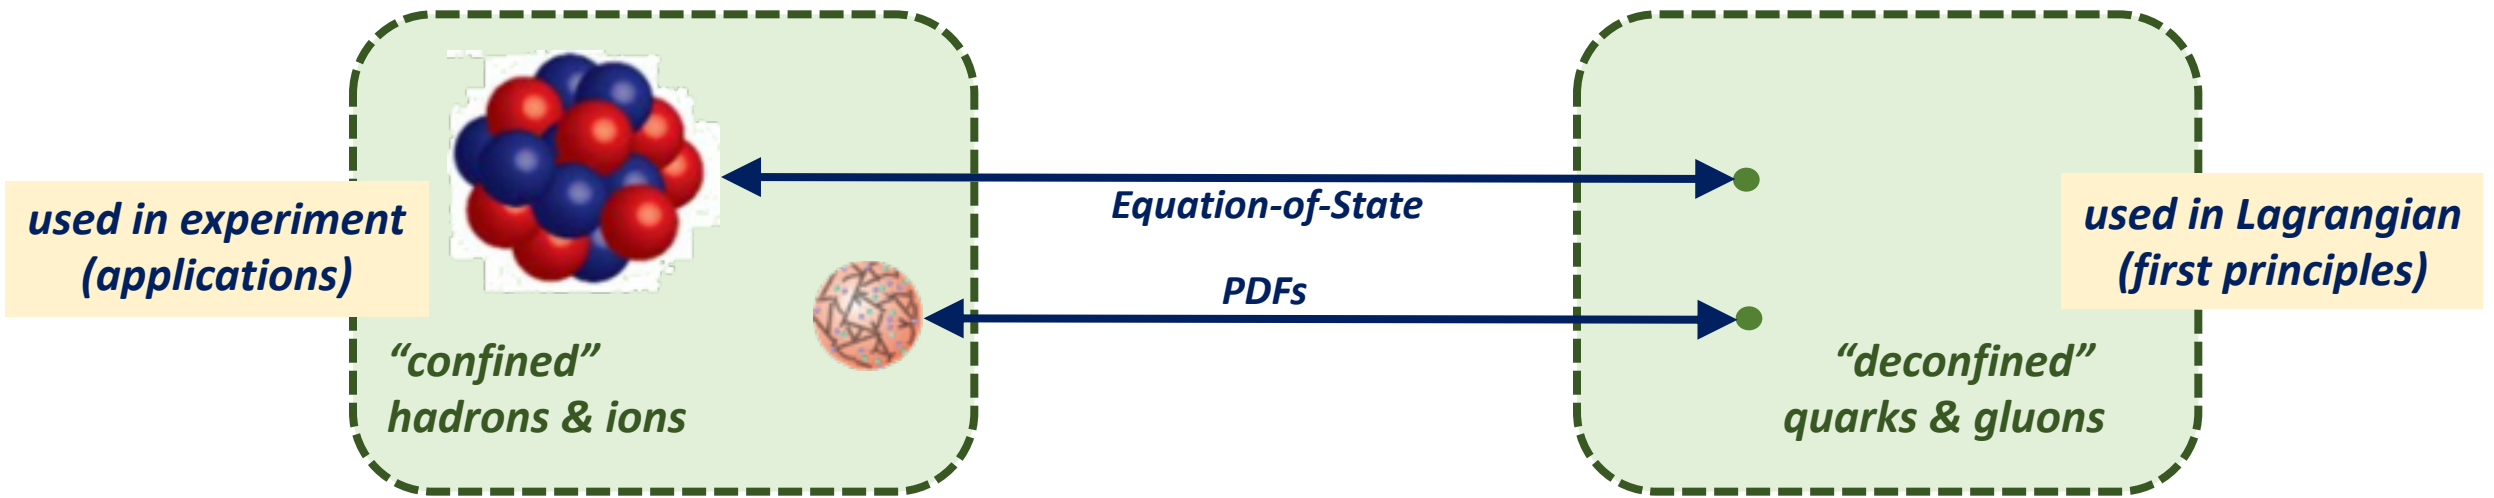 used in experiment
(applications)
“confined”
hadrons & ions
Equation-of-State
PDFs
used in Lagrangian
(first principles)
“deconfined”
quarks & gluons